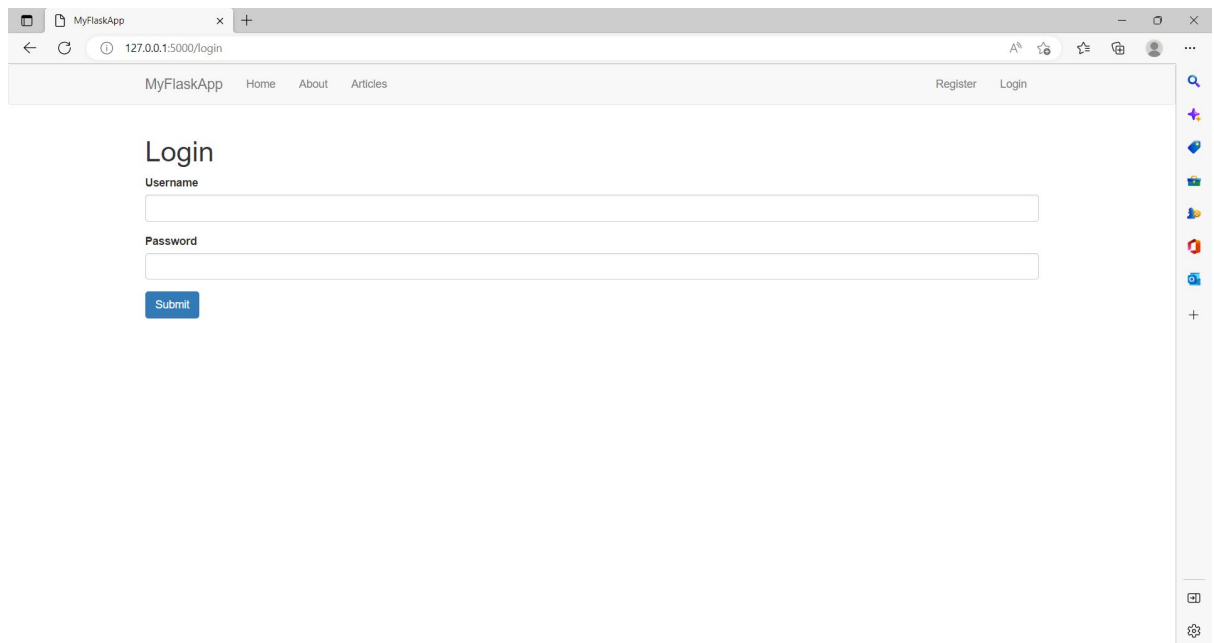 MyFlaskApp
127.0.0.1:5000/login
MyFlaskApp Home About Articles Register Login
Login
Username
Password
Submit